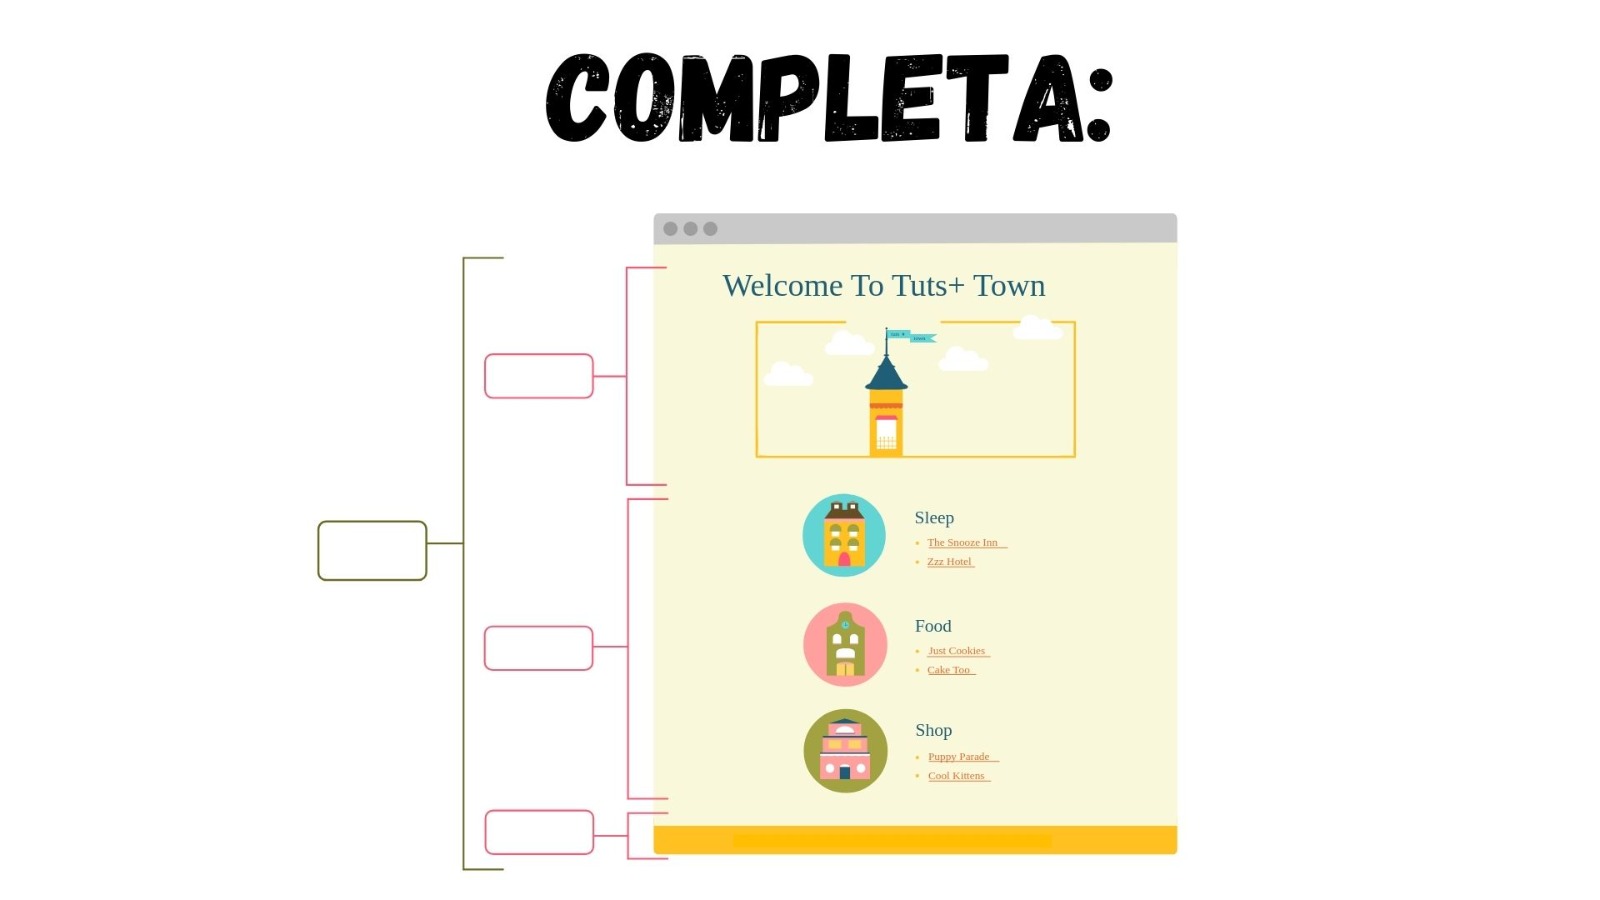 COMPLETA:
Welcome To Tuts+ Town
Sleep
The Snooze Inn
Zzz Hotel
Food
Just Cookies
Cake Too
Shop
Puppy Parade
Cool Kittens